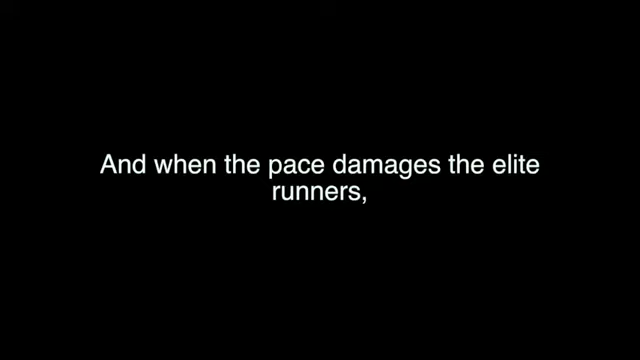 And when the pace damages the elite
runners,